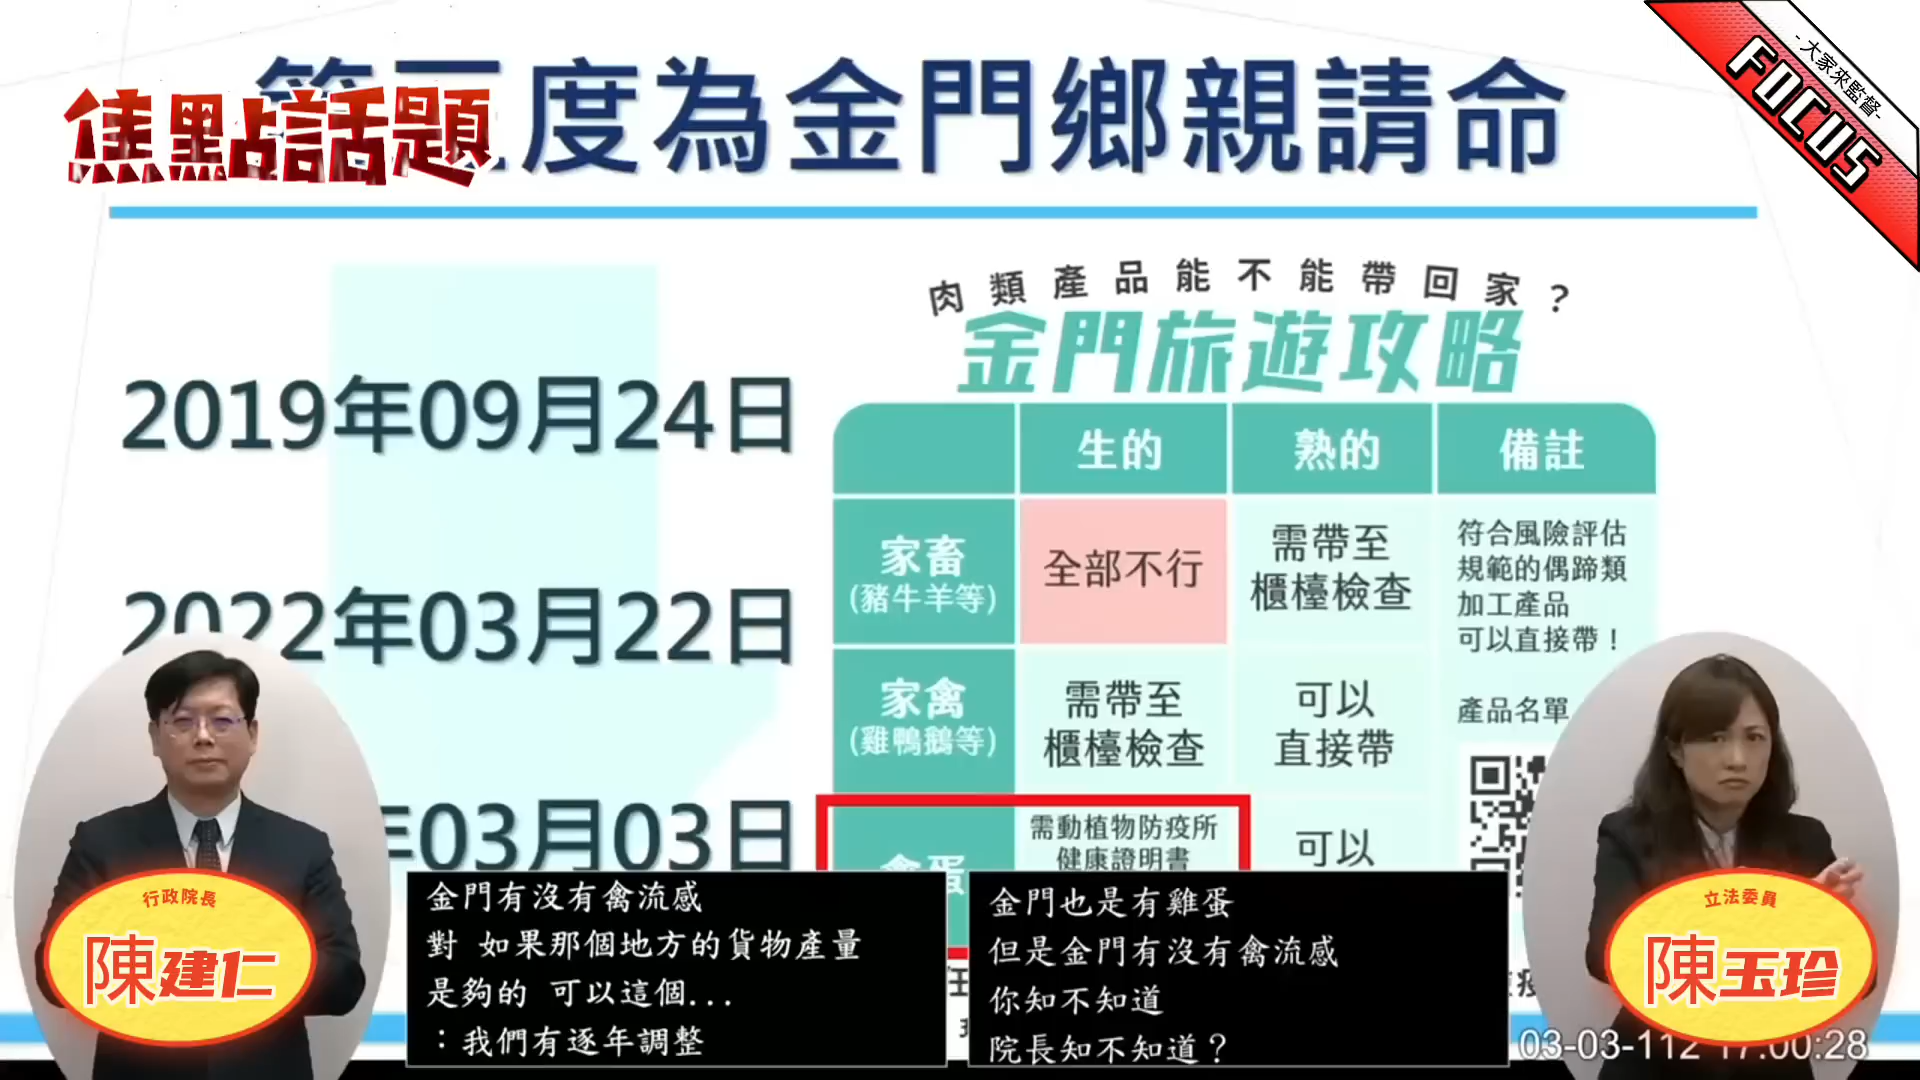 焦點話題
度為金門鄉親請命
-大家來監督-
FOCUS
2019年09月24日
2022年03月22日
年03月03日
肉類產品能不能帶回家?
金門旅遊攻略
生的
熟的
備註
家畜
(豬牛羊等)
全部不行
需帶至
櫃檯檢查
符合風險評估
規範的偶蹄類
加工產品
可以直接帶!
家禽
(雞鴨鵝等)
需帶至
櫃檯檢查
可以
直接帶
產品名單
禽蛋
需動植物防疫所
健康證明書
可以
行政院長
陳建仁
金門有沒有禽流感
對 如果那個地方的貨物產量
是夠的 可以這個...
:我們有逐年調整
金門也是有雞蛋
但是金門有沒有禽流感
你知不知道
院長知不知道?
立法委員
陳玉珍
03-03-112 17:00:28